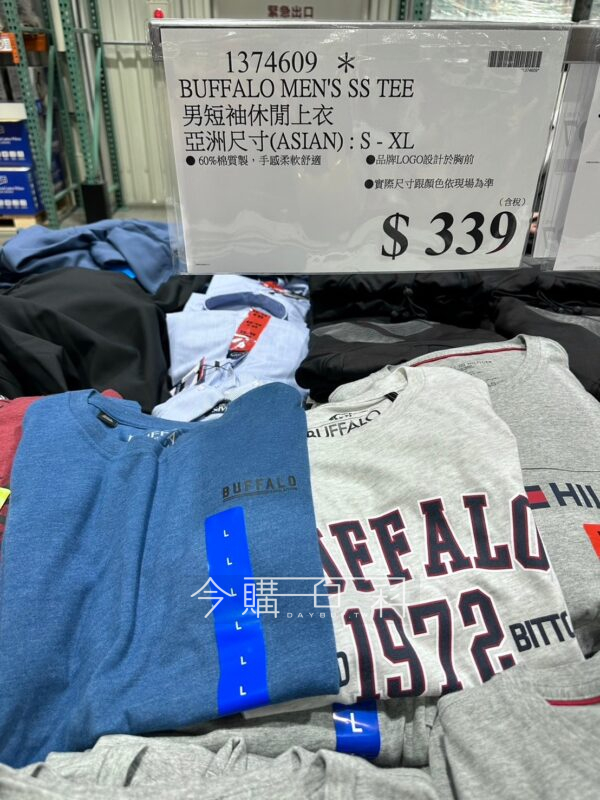 緊急出口
1374609 *
BUFFALO MEN'S SS TEE
男短袖休閒上衣
亞洲尺寸(ASIAN) : S - XL
● 60%棉質製，手感柔軟舒適
●品牌LOGO設計於胸前
●實際尺寸跟顏色依現場為準
(含稅)
$ 339
BUFFALO
BUFFALO
L
L
L
L
L
L
BUFFALO
1972
BITTO
HIL
L
今購百貨